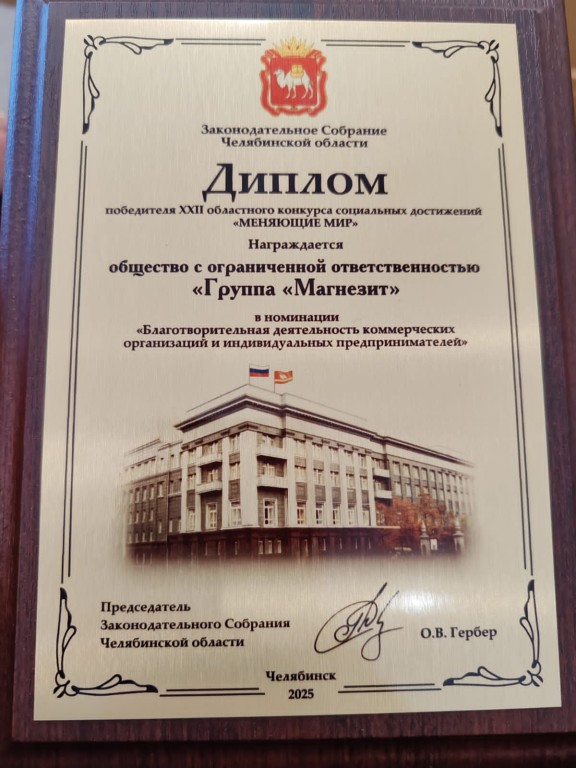 Законодательное Собрание
Челябинской области
Диплом
победителя XXII областного конкурса социальных достижений
«МЕНЯЮЩИЕ МИР»
Награждается
общество с ограниченной ответственностью
«Группа «Магнезит»
в номинации
«Благотворительная деятельность коммерческих
организаций и индивидуальных предпринимателей»
Председатель
Законодательного Собрания
Челябинской области
О.В. Гербер
Челябинск
2025